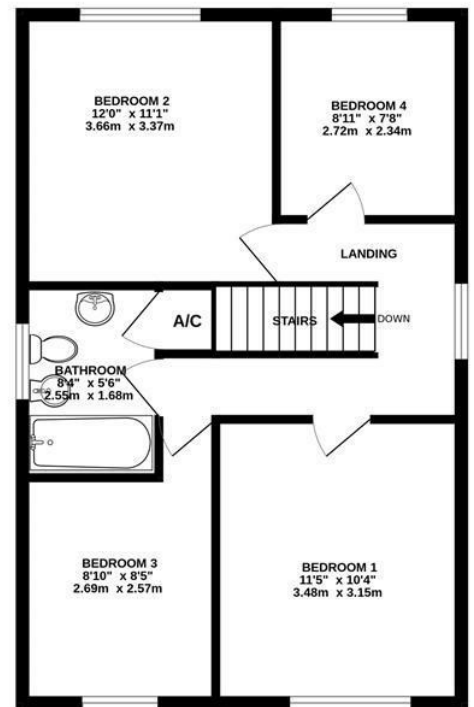 BEDROOM 2
12'0" x 11'1"
3.66m x 3.37m
BEDROOM 4
8'11" x 7'8"
2.72m x 2.34m
LANDING
A/C
STAIRS
DOWN
BATHROOM
8'4" x 5'6"
2.55m x 1.68m
BEDROOM 3
8'10" x 8'5"
2.69m x 2.57m
BEDROOM 1
11'5" x 10'4"
3.48m x 3.15m